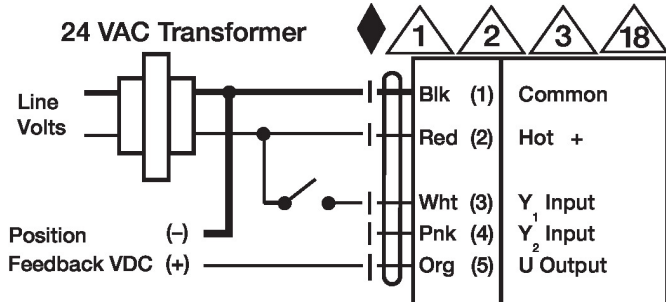 24 VAC Transformer
1 2 3 18
Line
Volts
Blk (1) Common
Red (2) Hot +
Wht (3) Y1 Input
Pnk (4) Y2 Input
Org (5) U Output
Position (–)
Feedback VDC (+)